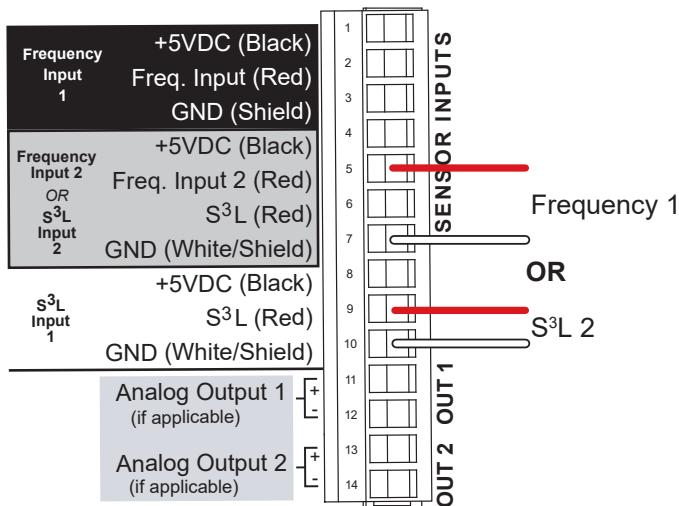 Frequency
Input
1
+5VDC (Black)
Freq. Input (Red)
GND (Shield)
Frequency
Input 2
OR
S³L
Input
2
+5VDC (Black)
Freq. Input 2 (Red)
S³L (Red)
GND (White/Shield)
S³L
Input
1
+5VDC (Black)
S³L (Red)
GND (White/Shield)
Analog Output 1
(if applicable)
+
-
Analog Output 2
(if applicable)
+
-
1
2
3
4
5
6
7
8
9
10
11
12
13
14
SENSOR INPUTS
OUT 1
OUT 2
Frequency 1
OR
S³L 2